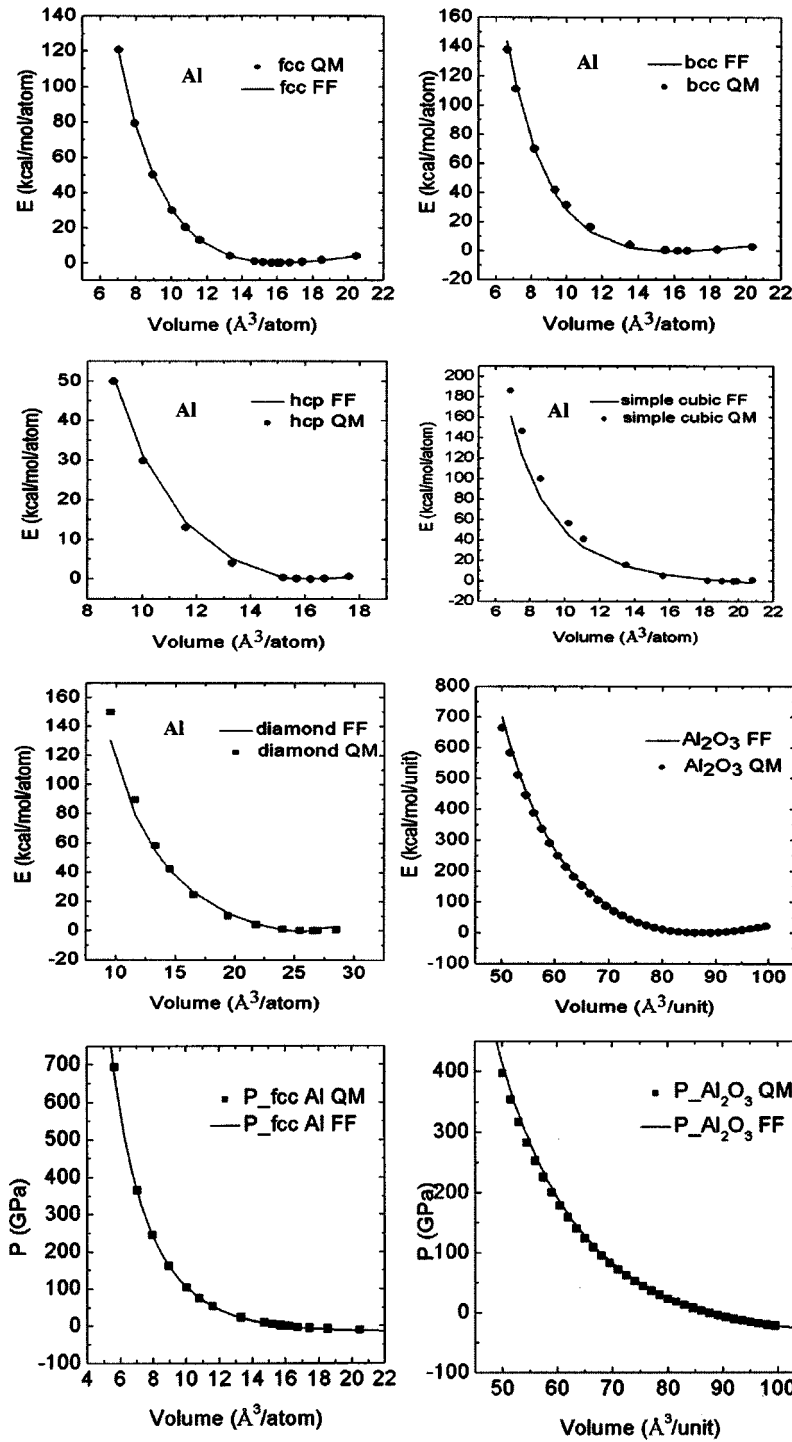 E (kcal/mol/atom)
120
100
80
60
40
20
0
Al
fcc QM
fcc FF
6 8 10 12 14 16 18 20 22
Volume (Å³/atom)
E (kcal/mol/atom)
160
140
120
100
80
60
40
20
0
-20
Al
bcc FF
bcc QM
6 8 10 12 14 16 18 20 22
Volume (Å³/atom)
E (kcal/mol/atom)
50
40
30
20
10
0
Al
hcp FF
hcp QM
8 10 12 14 16 18
Volume (Å³/atom)
E (kcal/mol/atom)
200
180
160
140
120
100
80
60
40
20
0
-20
Al
simple cubic FF
simple cubic QM
6 8 10 12 14 16 18 20 22
Volume (Å³/atom)
E (kcal/mol/atom)
160
140
120
100
80
60
40
20
0
-20
Al
diamond FF
diamond QM
10 15 20 25 30
Volume (Å³/atom)
E (kcal/mol/unit)
800
700
600
500
400
300
200
100
0
-100
Al₂O₃ FF
Al₂O₃ QM
50 60 70 80 90 100
Volume (Å³/unit)
P (GPa)
700
600
500
400
300
200
100
0
-100
P_fcc Al QM
P_fcc Al FF
4 6 8 10 12 14 16 18 20 22
Volume (Å³/atom)
P (GPa)
400
300
200
100
0
-100
P_Al₂O₃ QM
P_Al₂O₃ FF
50 60 70 80 90 100
Volume (Å³/unit)